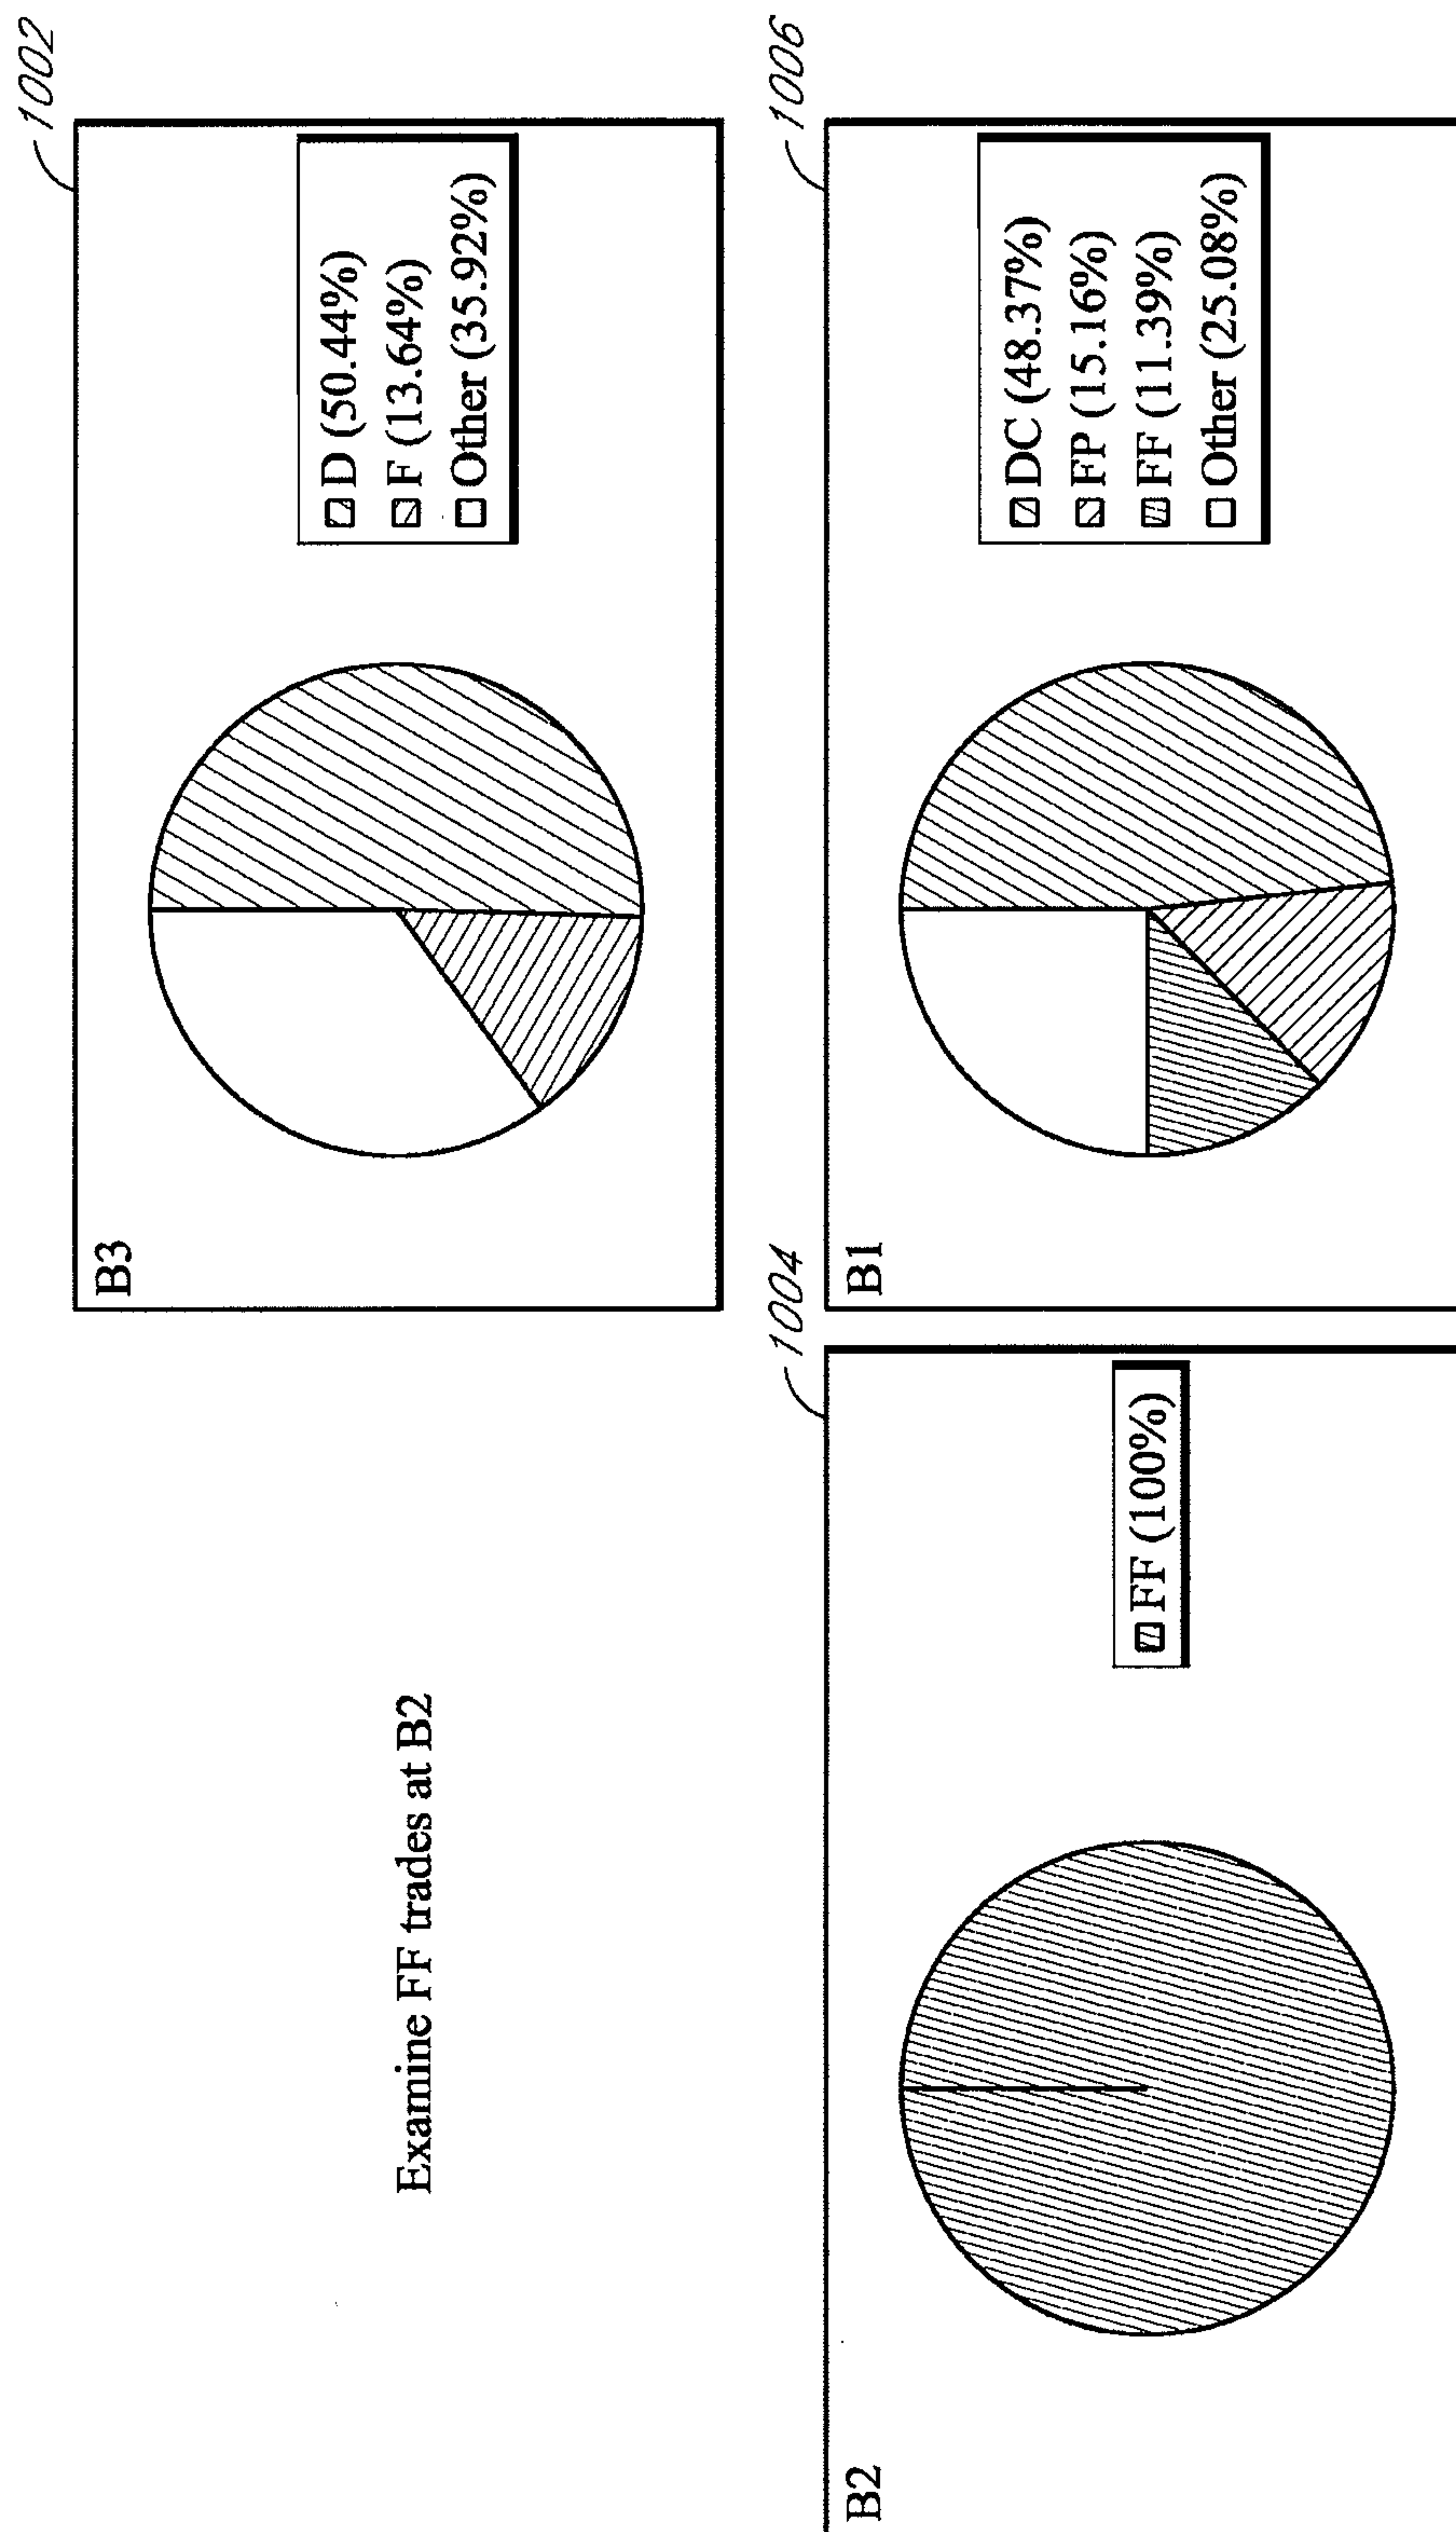 Examine FF trades at B2
1002
B3
D (50.44%)
F (13.64%)
Other (35.92%)
1004
B2
FF (100%)
1006
B1
DC (48.37%)
FP (15.16%)
FF (11.39%)
Other (25.08%)